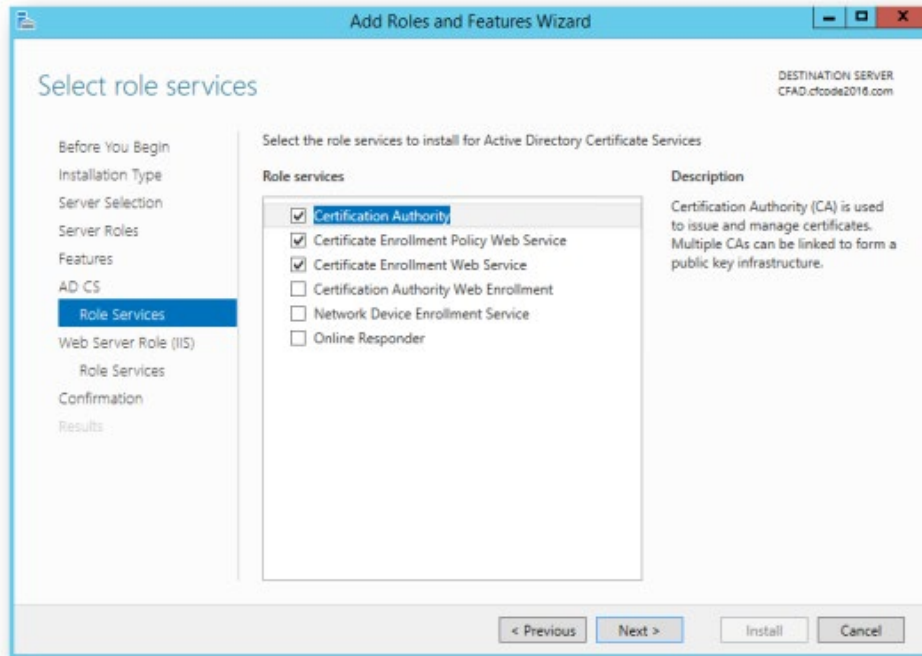 Add Roles and Features Wizard
Select role services
DESTINATION SERVER
CFAD.cfcode2016.com
Before You Begin
Installation Type
Server Selection
Server Roles
Features
AD CS
Role Services
Web Server Role (IIS)
Role Services
Confirmation
Results
Select the role services to install for Active Directory Certificate Services
Role services
Certification Authority
Certificate Enrollment Policy Web Service
Certificate Enrollment Web Service
Certification Authority Web Enrollment
Network Device Enrollment Service
Online Responder
Description
Certification Authority (CA) is used
to issue and manage certificates.
Multiple CAs can be linked to form a
public key infrastructure.
< Previous
Next >
Install
Cancel